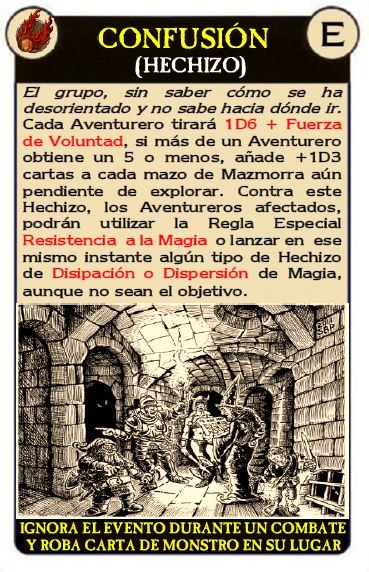 CONFUSIÓN
E
(HECHIZO)
El grupo, sin saber cómo se ha
desorientado y no sabe hacia dónde ir.
Cada Aventurero tirará 1D6 + Fuerza
de Voluntad, si más de un Aventurero
obtiene un 5 o menos, añade +1D3
cartas a cada mazo de Mazmorra aún
pendiente de explorar. Contra este
Hechizo, los Aventureros afectados,
podrán utilizar la Regla Especial
Resistencia a la Magia o lanzar en ese
mismo instante algún tipo de Hechizo
de Disipación o Dispersión de Magia,
aunque no sean el objetivo.
IGNORA EL EVENTO DURANTE UN COMBATE
Y ROBA CARTA DE MONSTRO EN SU LUGAR